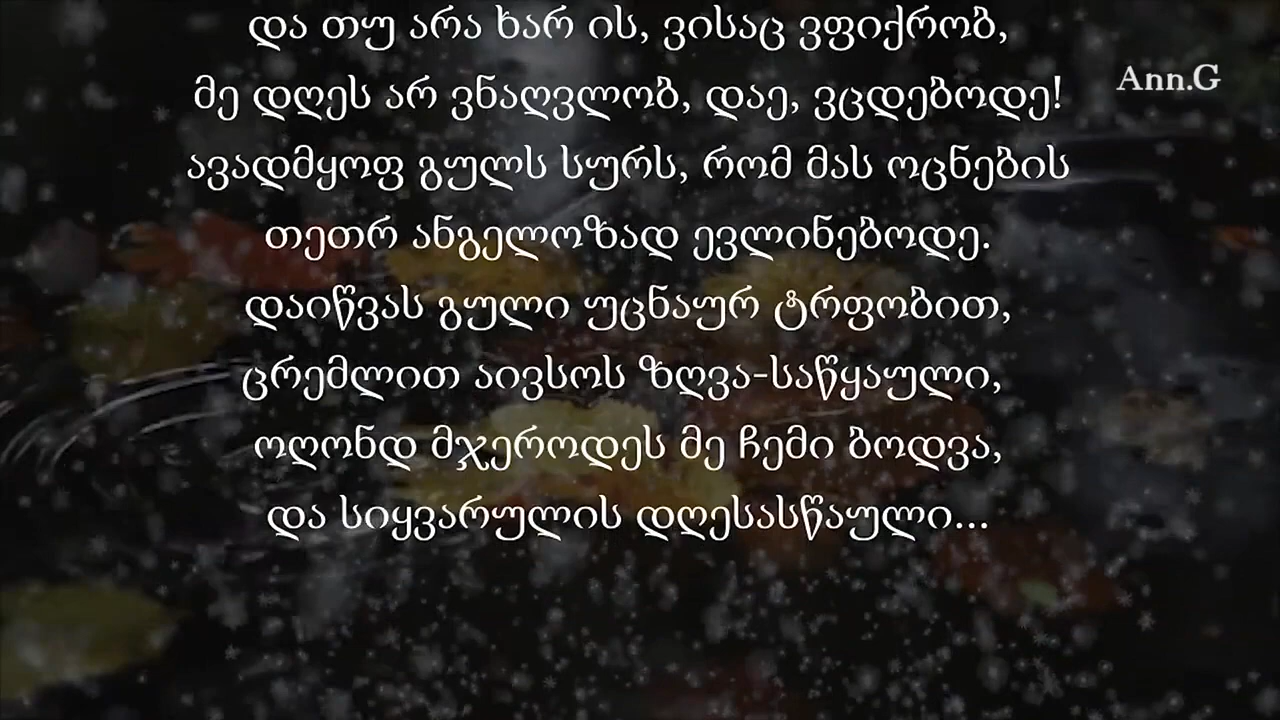 და თუ არა ხარ ის, ვისაც ვფიქრობ,
Ann.G
მე დღეს არ ვნაღვლობ, დაე, ვცდებოდე!
ავადმყოფ გულს სურს, რომ მას ოცნების
თეთრ ანგელოზად ევლინებოდე.
დაიწვას გული უცნაურ ტრფობით,
ცრემლით აივსოს ზღვა-საწყაული,
ოღონდ მჯეროდეს მე ჩემი ბოდვა,
და სიყვარულის დღესასწაული...